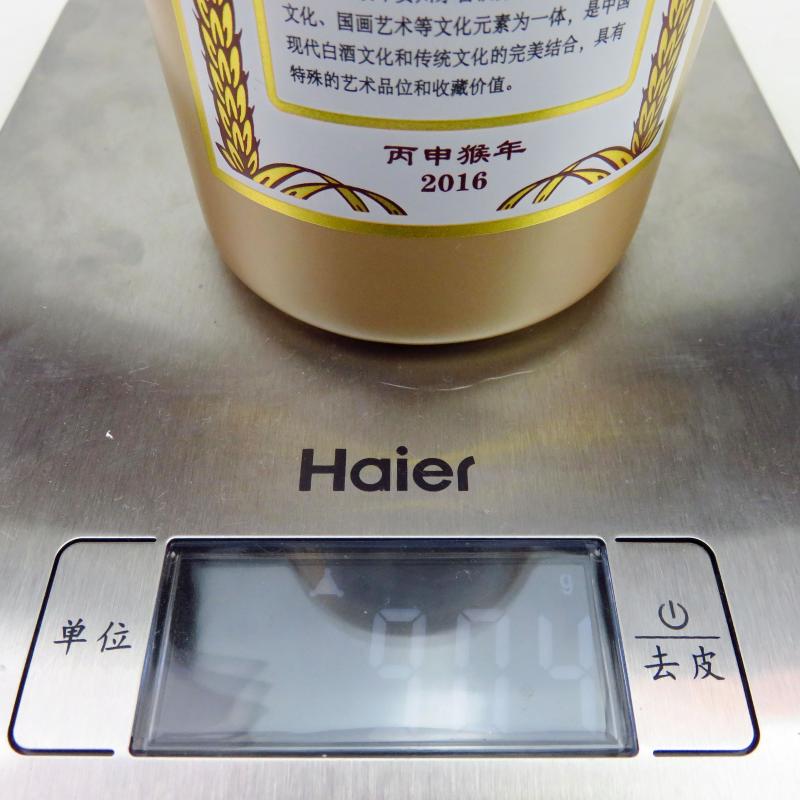 文化、国画艺术等文化元素为一体，是中国
现代白酒文化和传统文化的完美结合，具有
特殊的艺术品位和收藏价值。
丙申猴年
2016
Haier
g
单位
去皮